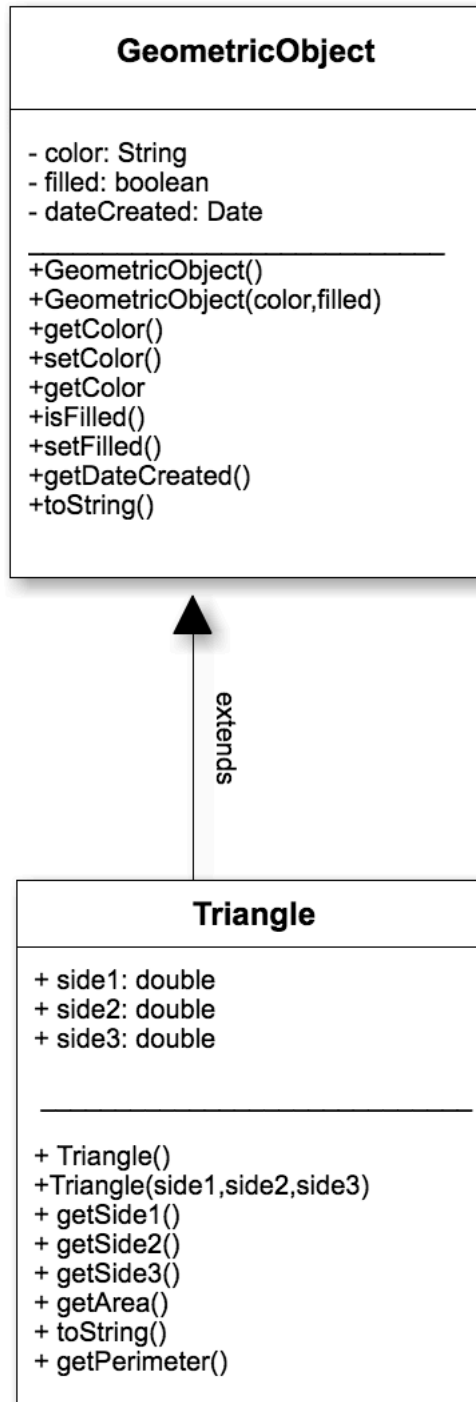 GeometricObject
- color: String
- filled: boolean
- dateCreated: Date
+GeometricObject()
+GeometricObject(color,filled)
+getColor()
+setColor()
+getColor
+isFilled()
+setFilled()
+getDateCreated()
+toString()
extends
Triangle
+ side1: double
+ side2: double
+ side3: double
+ Triangle()
+Triangle(side1,side2,side3)
+ getSide1()
+ getSide2()
+ getSide3()
+ getArea()
+ toString()
+ getPerimeter()